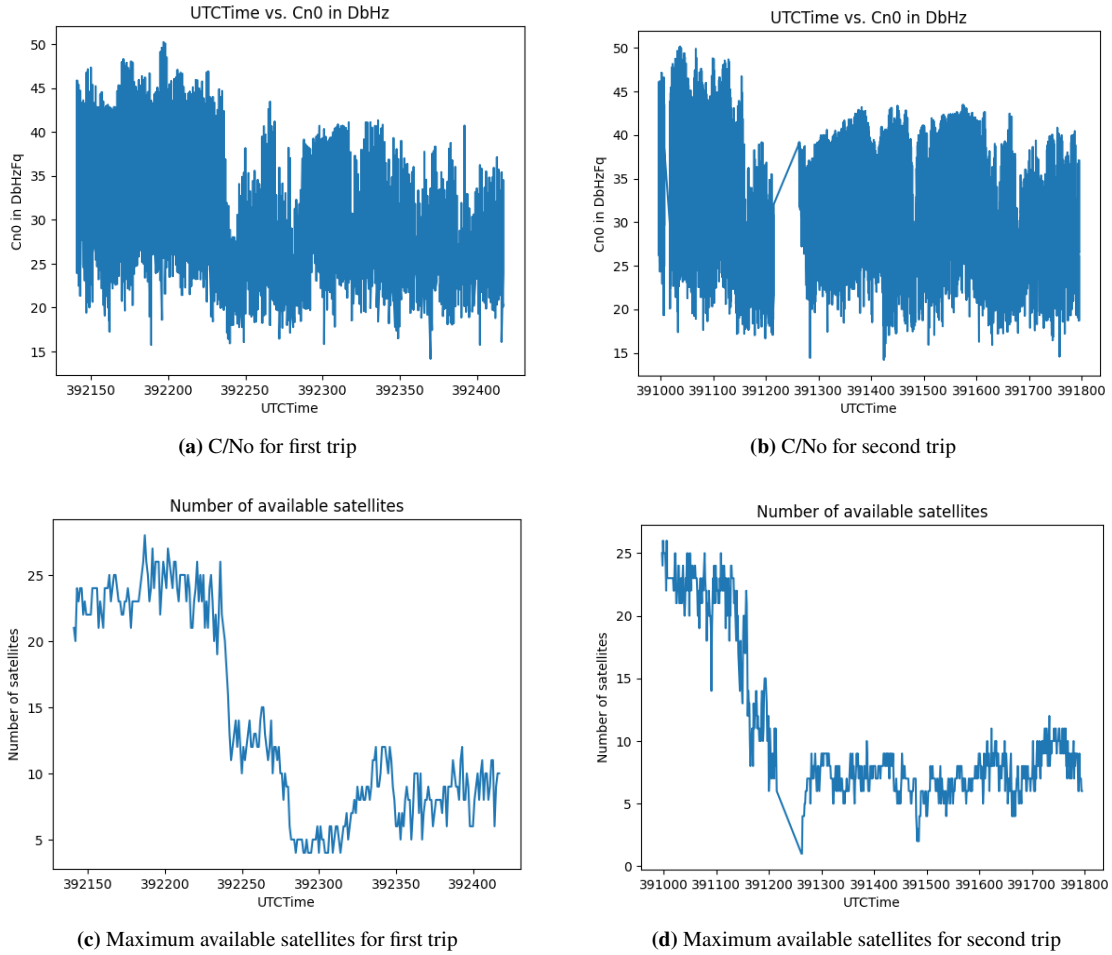 UTCTime vs. Cn0 in DbHz
Cn0 in DbHzFq
50
45
40
35
30
25
20
15
392150 392200 392250 392300 392350 392400
UTCTime
(a) C/No for first trip
UTCTime vs. Cn0 in DbHz
Cn0 in DbHzFq
50
45
40
35
30
25
20
15
391000 391100 391200 391300 391400 391500 391600 391700 391800
UTCTime
(b) C/No for second trip
Number of available satellites
Number of satellites
25
20
15
10
5
392150 392200 392250 392300 392350 392400
UTCTime
(c) Maximum available satellites for first trip
Number of available satellites
Number of satellites
25
20
15
10
5
0
391000 391100 391200 391300 391400 391500 391600 391700 391800
UTCTime
(d) Maximum available satellites for second trip